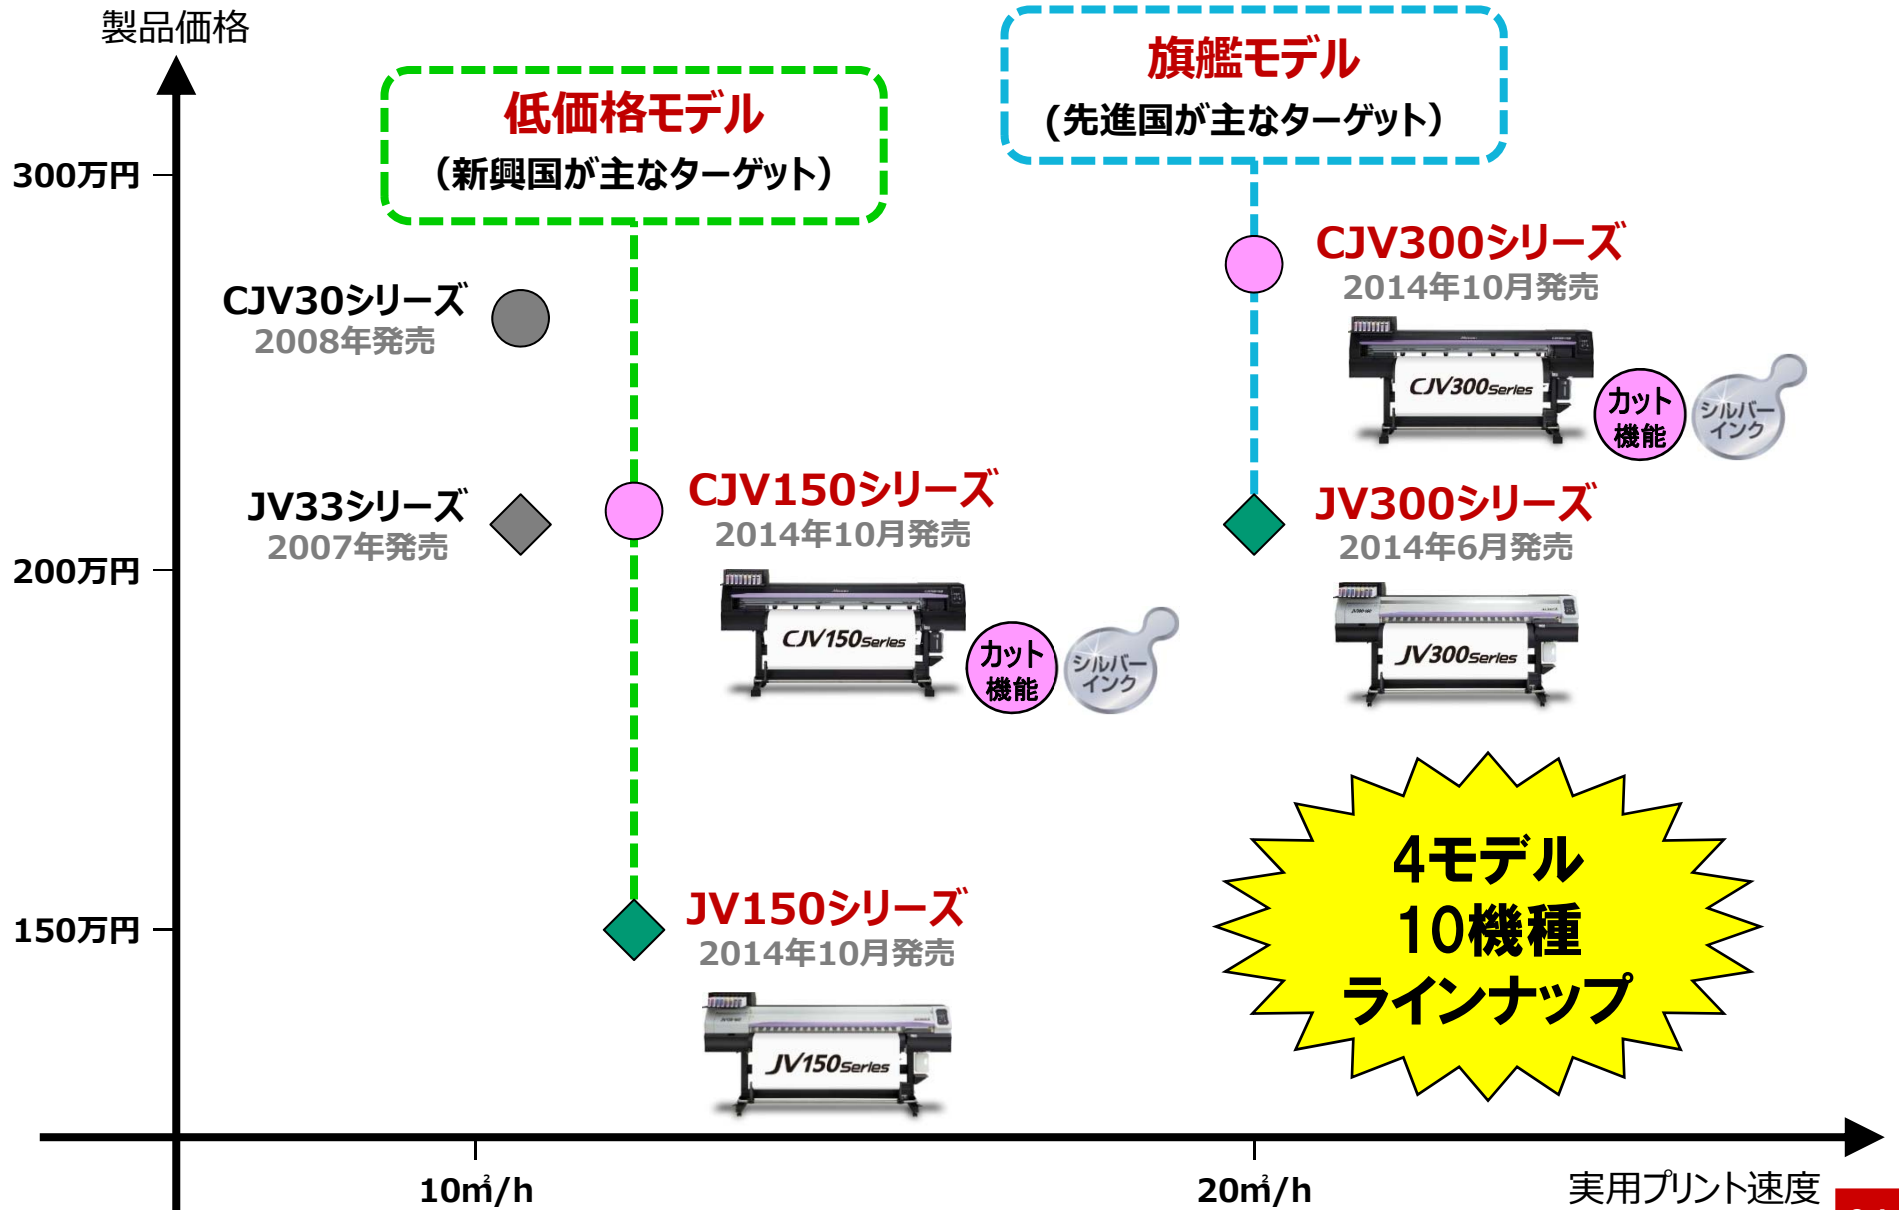 製品価格
旗艦モデル
(先進国が主なターゲット）
低価格モデル
（新興国が主なターゲット）
300万円
CJV300シリーズ
2014年10月発売
CJV30シリーズ
2008年発売
CJV300Series
カット
機能
シルバー
インク
CJV150シリーズ
2014年10月発売
JV33シリーズ
2007年発売
JV300シリーズ
2014年6月発売
200万円
CJV150Series
カット
機能
シルバー
インク
JV300Series
4モデル
10機種
ラインナップ
JV150シリーズ
2014年10月発売
150万円
JV150Series
10㎡/h
20㎡/h
実用プリント速度